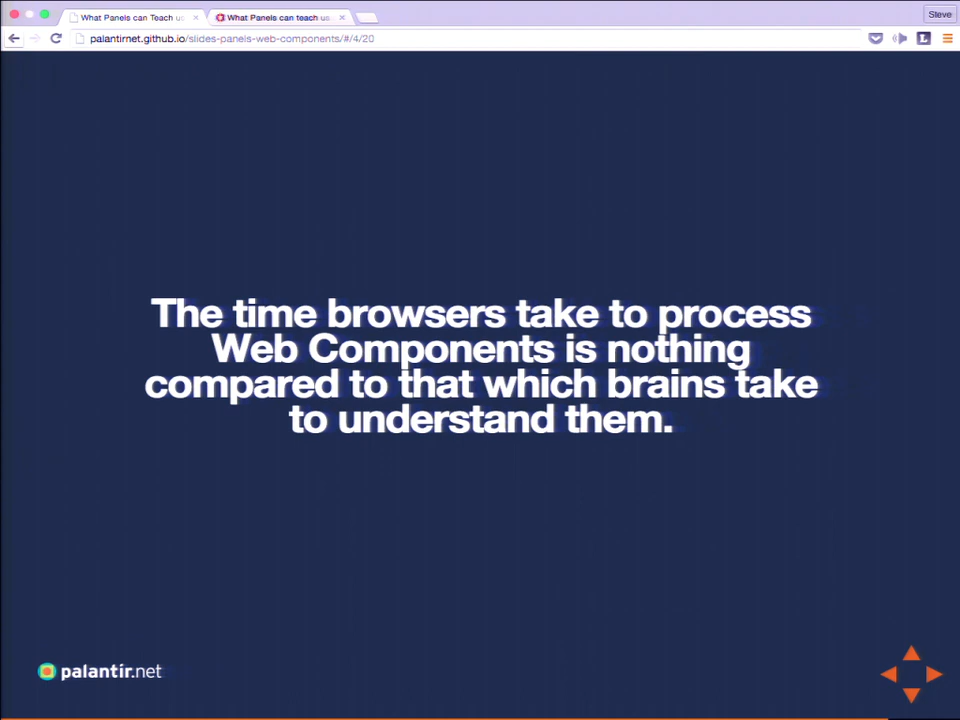 What Panels can Teach us
What Panels can teach us
Steve
palantirnet.github.io/slides-panels-web-components/#/4/20
L
The time browsers take to process
Web Components is nothing
compared to that which brains take
to understand them.
palantir.net